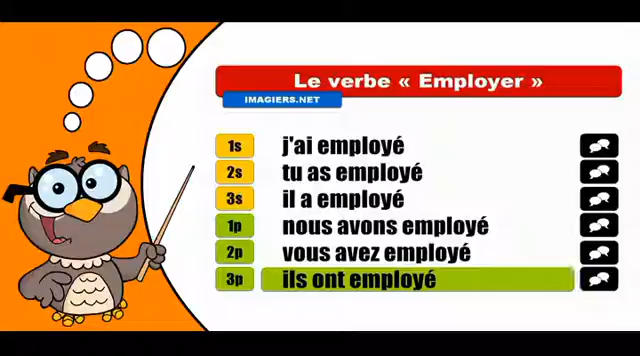 Le verbe « Employer »
IMAGIERS.NET
1s j'ai employé
2s tu as employé
3s il a employé
1p nous avons employé
2p vous avez employé
3p ils ont employé